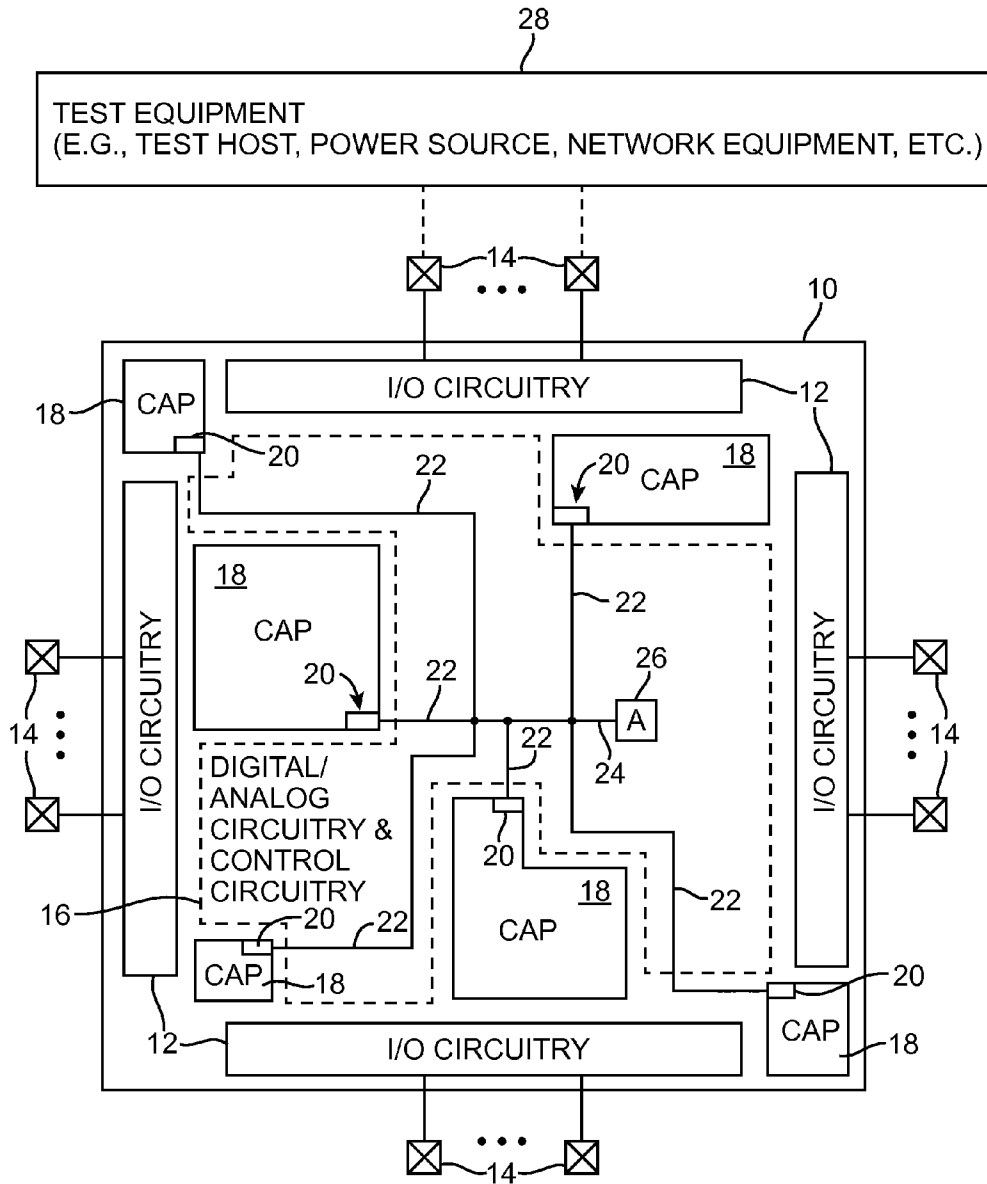 28
TEST EQUIPMENT
(E.G., TEST HOST, POWER SOURCE, NETWORK EQUIPMENT, ETC.)
14
10
I/O CIRCUITRY
12
18
CAP
20
22
20
18
CAP
22
18
CAP
20
22
26
A
24
22
I/O CIRCUITRY
14
I/O CIRCUITRY
14
DIGITAL/
ANALOG
CIRCUITRY &
CONTROL
CIRCUITRY
16
20
18
CAP
22
20
22
CAP
18
20
CAP
18
12
I/O CIRCUITRY
14